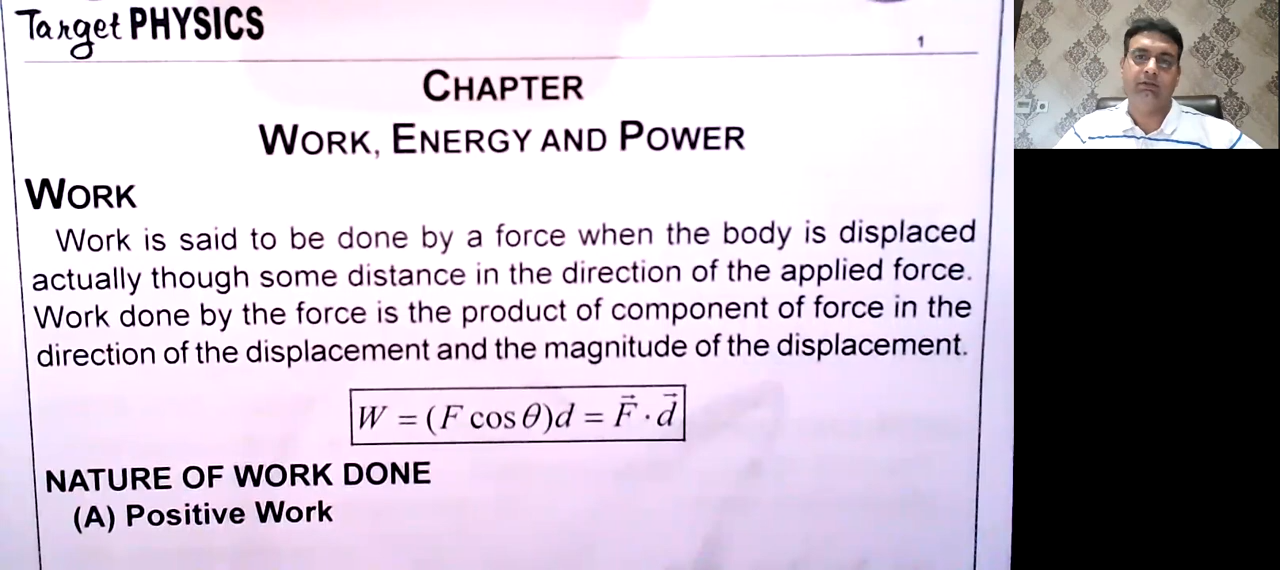 Target PHYSICS
1
CHAPTER
WORK, ENERGY AND POWER
WORK
Work is said to be done by a force when the body is displaced
actually though some distance in the direction of the applied force.
Work done by the force is the product of component of force in the
direction of the displacement and the magnitude of the displacement.
W = (F cos θ)d = F⃗ · d⃗
NATURE OF WORK DONE
(A) Positive Work